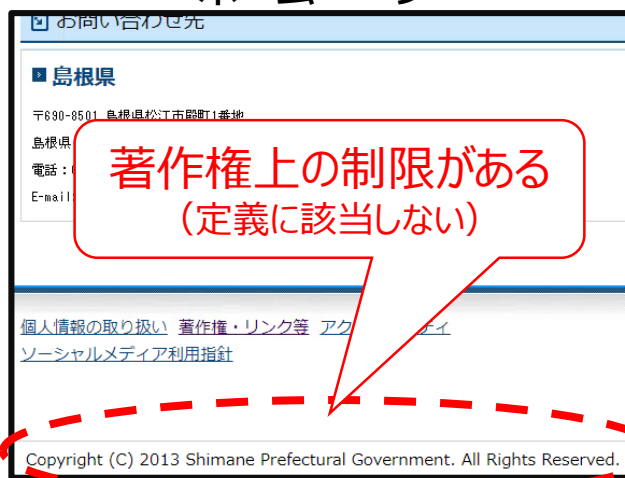 お問い合わせ先
島根県
〒690-8501 島根県松江市殿町1番地
島根県
電話：
E-mail
著作権上の制限がある
（定義に該当しない）
個人情報の取り扱い 著作権・リンク等 アク ティ
ソーシャルメディア利用指針
Copyright (C) 2013 Shimane Prefectural Government. All Rights Reserved.